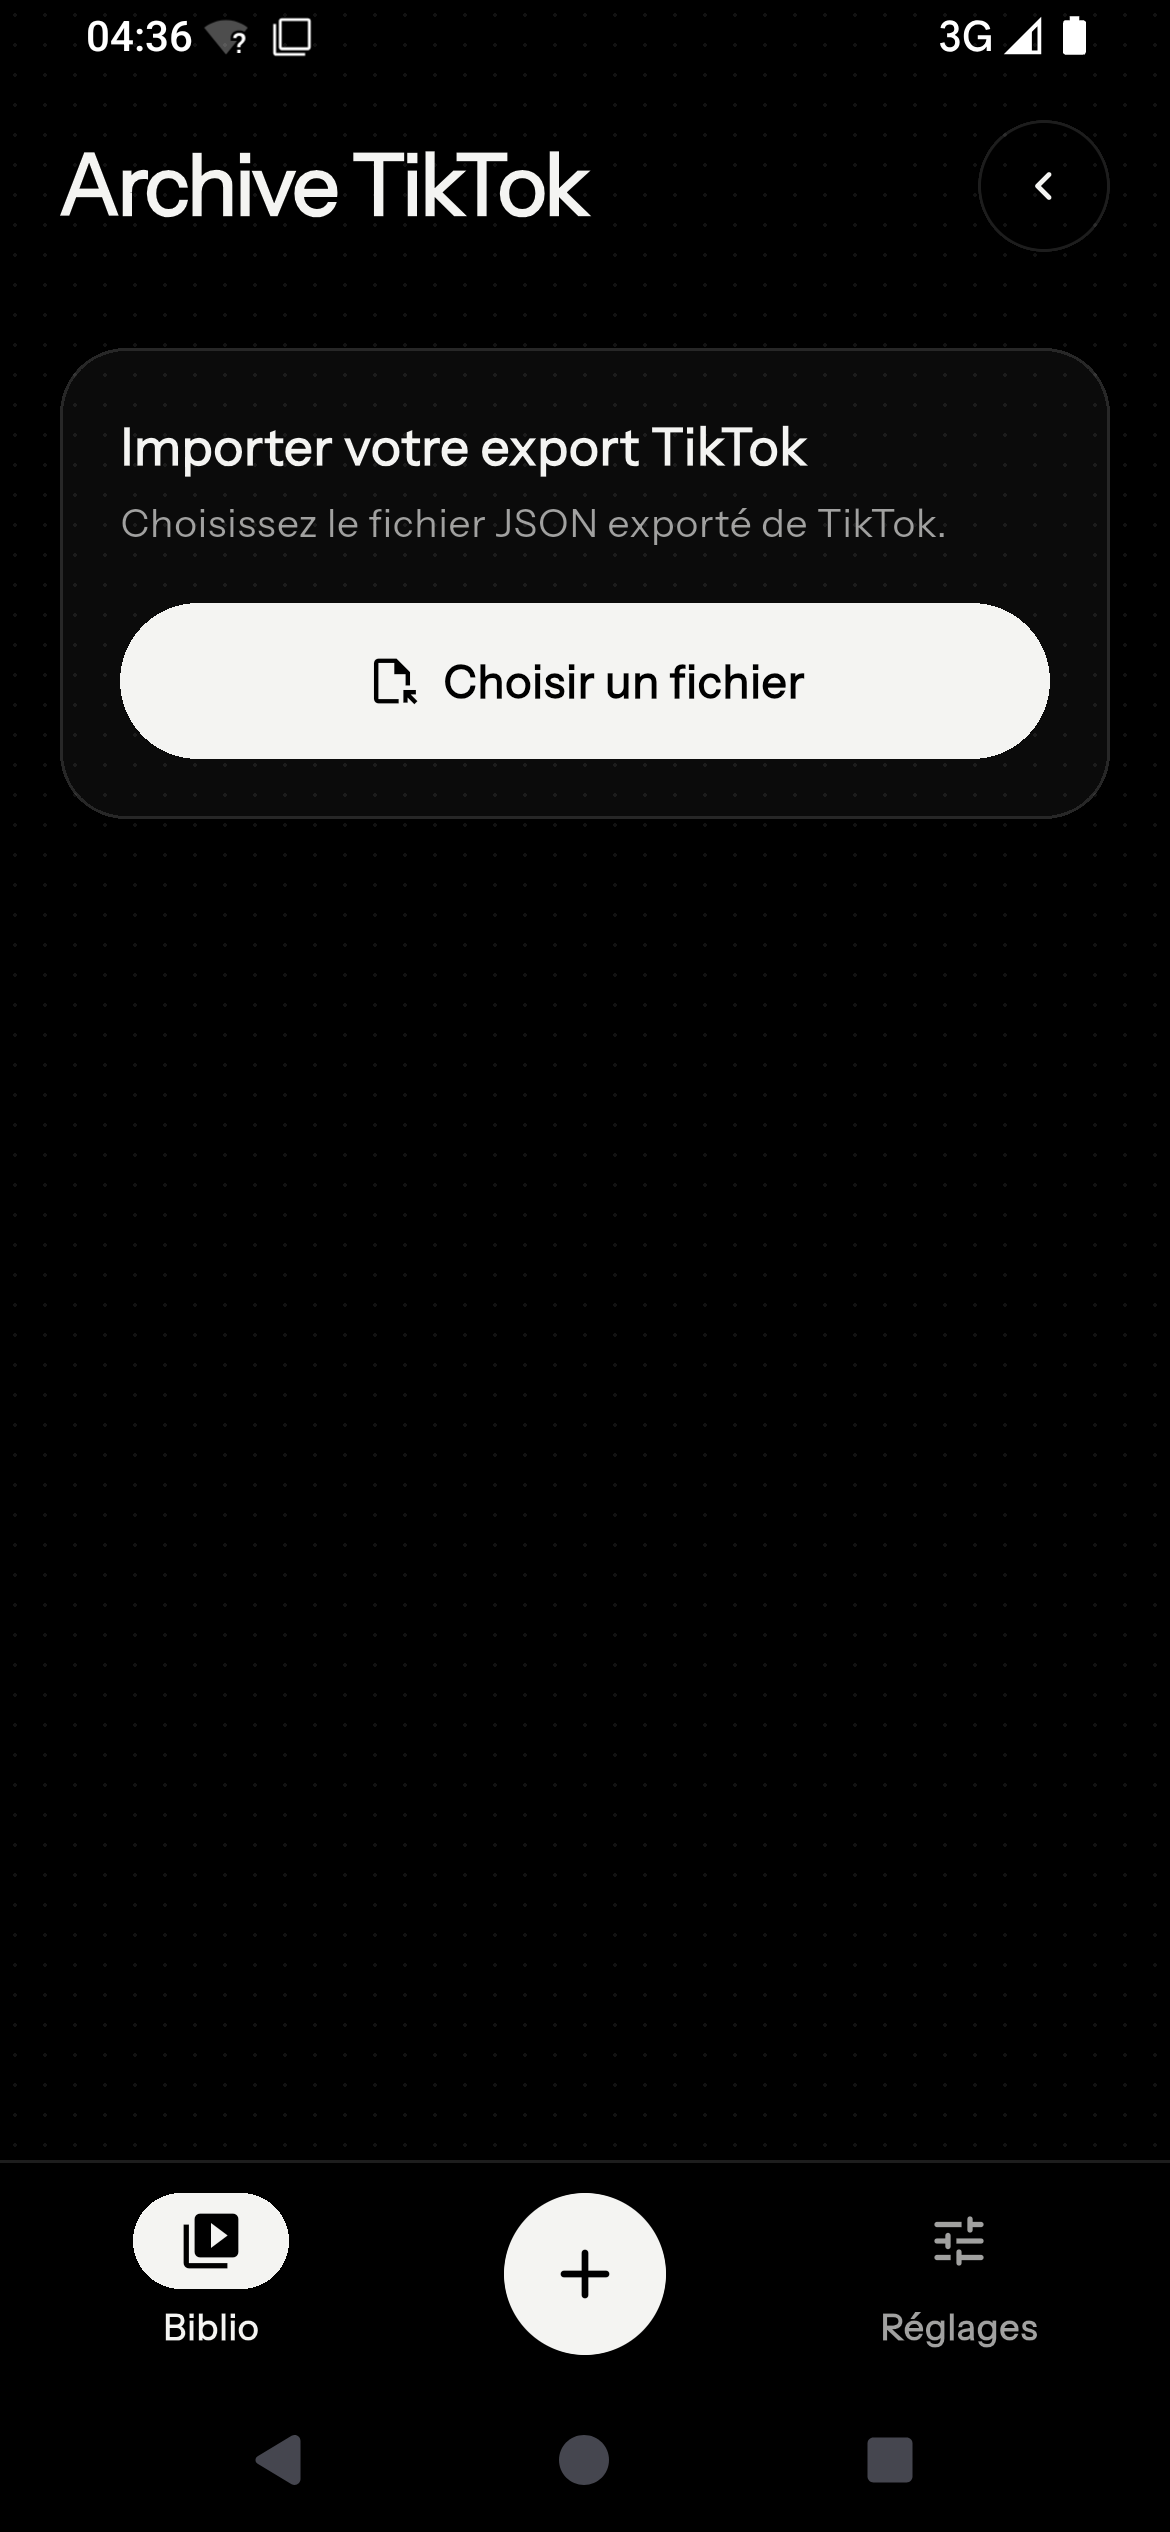 04:36
3G
Archive TikTok
Importer votre export TikTok
Choisissez le fichier JSON exporté de TikTok.
Choisir un fichier
Biblio
Réglages